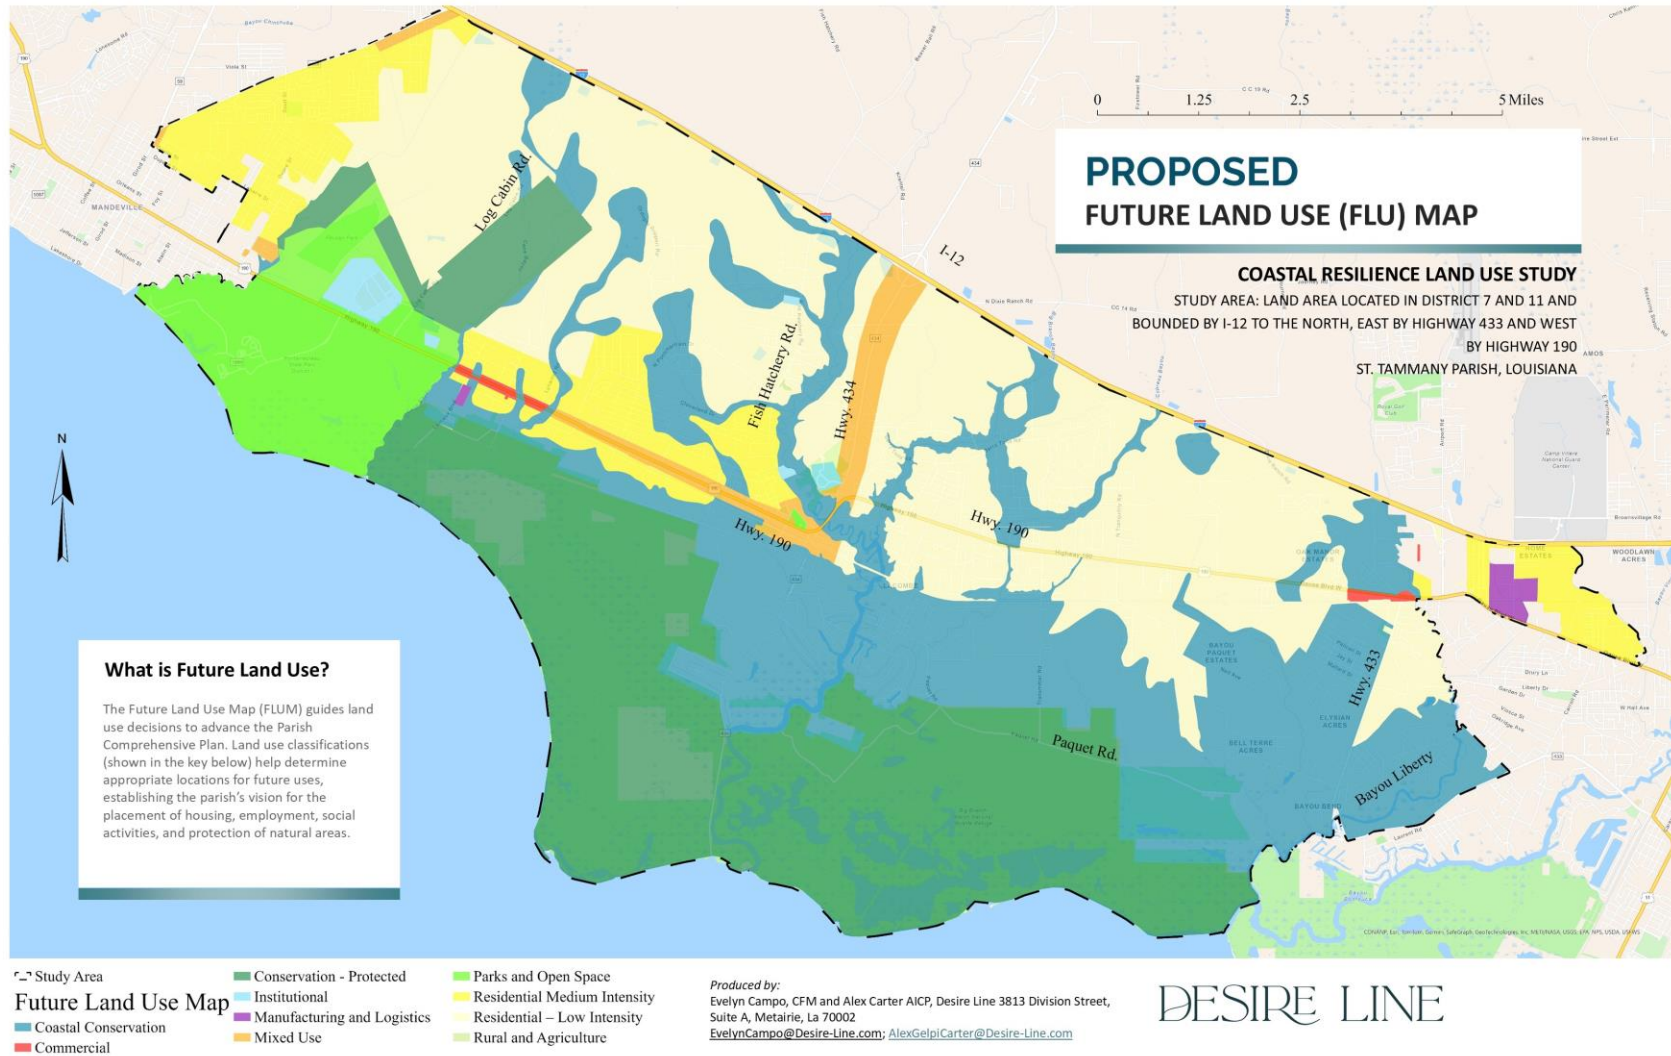 0 1.25 2.5 5 Miles
PROPOSED
FUTURE LAND USE (FLU) MAP
COASTAL RESILIENCE LAND USE STUDY
STUDY AREA: LAND AREA LOCATED IN DISTRICT 7 AND 11 AND
BOUNDED BY I-12 TO THE NORTH, EAST BY HIGHWAY 433 AND WEST
BY HIGHWAY 190
ST. TAMMANY PARISH, LOUISIANA
MANDEVILLE
Log Cabin Rd.
I-12
Fish Hatchery Rd.
Hwy. 434
Hwy. 190
Hwy. 190
Hwy. 433
Paquet Rd.
Bayou Liberty
AMOS
WOODLAWN
ACRES
BAYOU
PAQUET
ESTATES
BELL TERRE
ACRES
N
What is Future Land Use?
The Future Land Use Map (FLUM) guides land
use decisions to advance the Parish
Comprehensive Plan. Land use classifications
(shown in the key below) help determine
appropriate locations for future uses,
establishing the parish's vision for the
placement of housing, employment, social
activities, and protection of natural areas.
Study Area
Future Land Use Map
Coastal Conservation
Commercial
Conservation - Protected
Institutional
Manufacturing and Logistics
Mixed Use
Parks and Open Space
Residential Medium Intensity
Residential – Low Intensity
Rural and Agriculture
Produced by:
Evelyn Campo, CFM and Alex Carter AICP, Desire Line 3813 Division Street,
Suite A, Metairie, La 70002
EvelynCampo@Desire-Line.com; AlexGelpiCarter@Desire-Line.com
DESIRE LINE